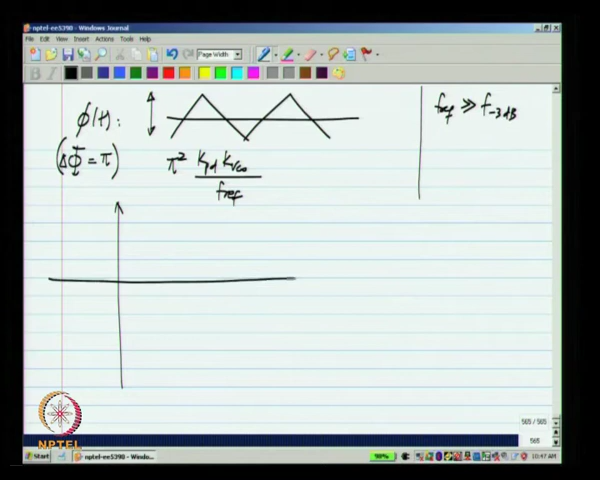 nptel-ee5390 - Windows Journal
File Edit View Insert Actions Tools Help
Page Width
B I
ϕ(t) :
(ΔΦ = π)
π² K_pd K_vco / f_ref
f_ref ≫ f_-3dB
565 / 565
565
NPTEL
Start
nptel-ee5390 - Windo...
98%
10:47 AM